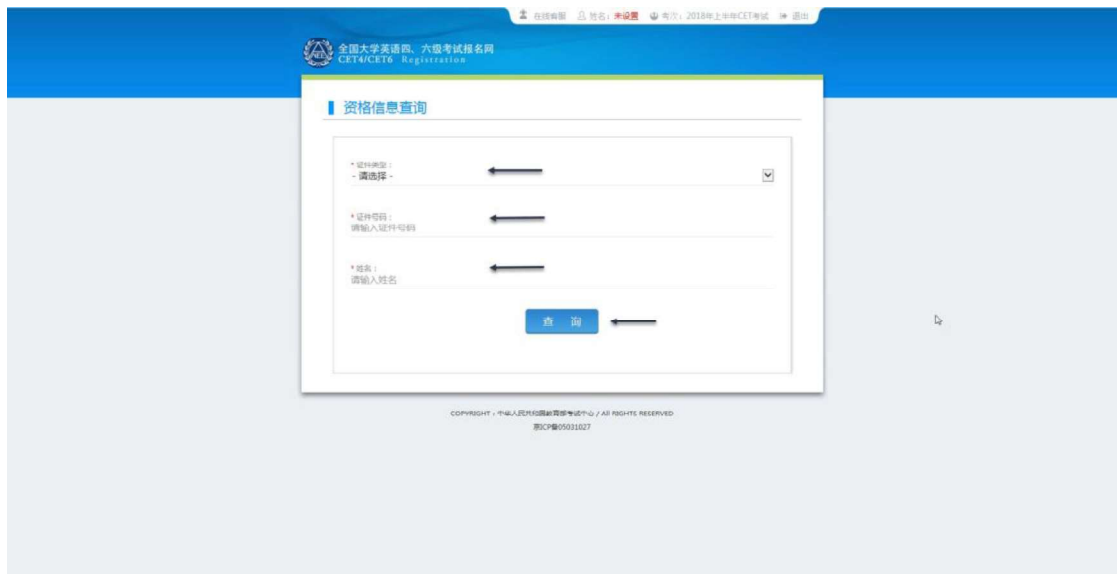 在线客服 姓名：未设置 考次：2018年上半年CET考试 退出
全国大学英语四、六级考试报名网
CET4/CET6 Registration
资格信息查询
* 证件类型：
- 请选择 -
* 证件号码：
请输入证件号码
* 姓名：
请输入姓名
查 询
COPYRIGHT：中华人民共和国教育部考试中心 / All RIGHTS RESERVED
京ICP备05031027